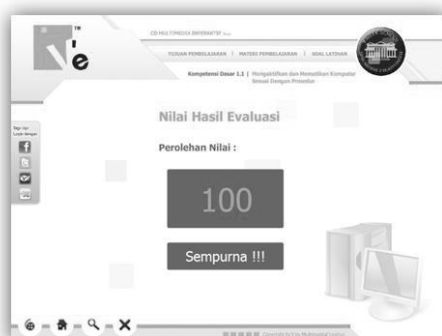 V'e
CD MULTIMEDIA INTERAKTIF
TUJUAN PEMBELAJARAN | MATERI PEMBELAJARAN | SOAL LATIHAN
Kompetensi Dasar 1.1 | Mengaktifkan dan Mematikan Komputer
Sesuai Dengan Prosedur
Nilai Hasil Evaluasi
Perolehan Nilai :
100
Sempurna !!!